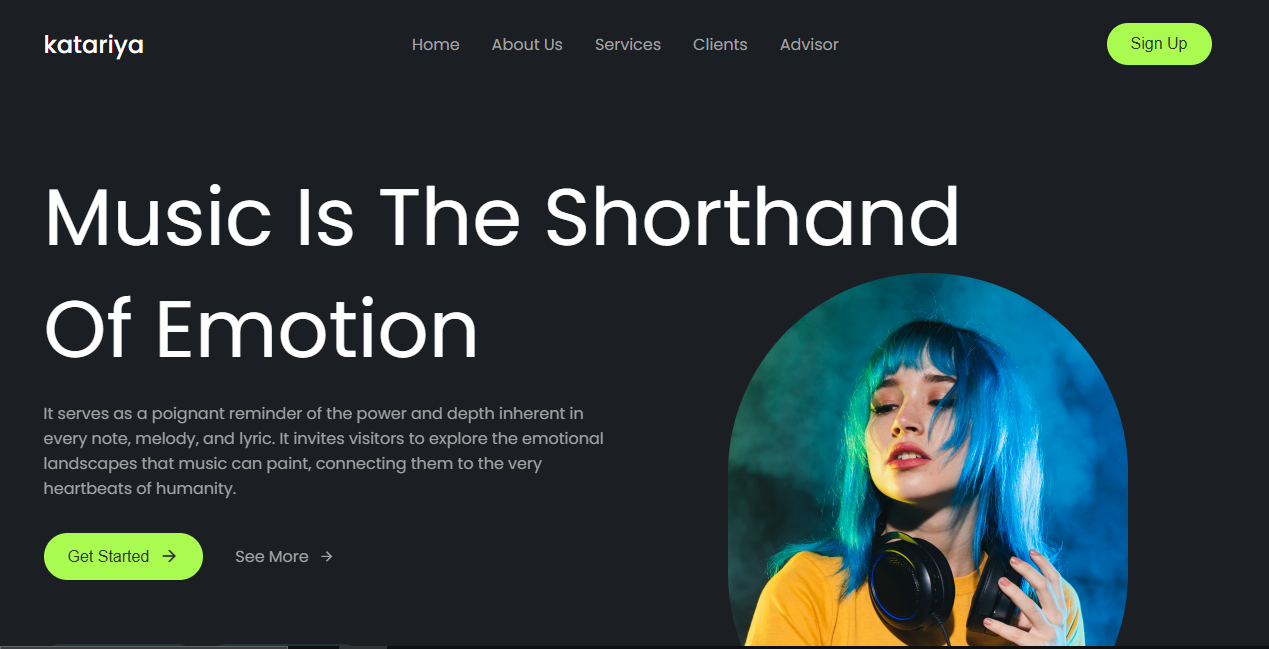 katariya
Home About Us Services Clients Advisor
Sign Up
Music Is The Shorthand
Of Emotion
It serves as a poignant reminder of the power and depth inherent in
every note, melody, and lyric. It invites visitors to explore the emotional
landscapes that music can paint, connecting them to the very
heartbeats of humanity.
Get Started →
See More →